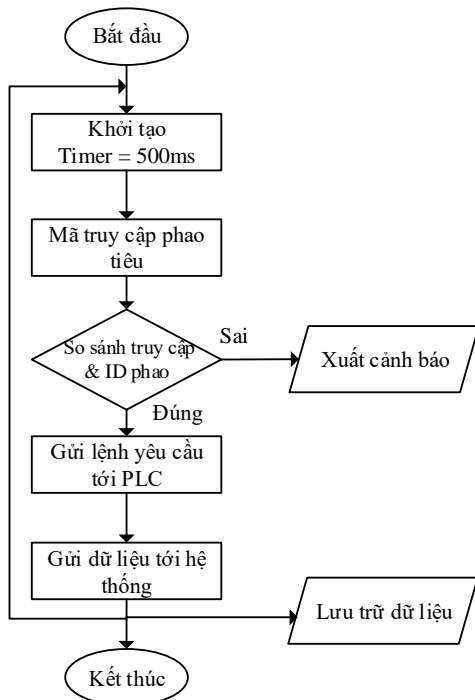 Bắt đầu
Khởi tạo
Timer = 500ms
Mã truy cập phao
tiêu
So sánh truy cập
& ID phao
Sai
Xuất cảnh báo
Đúng
Gửi lệnh yêu cầu
tới PLC
Gửi dữ liệu tới hệ
thống
Lưu trữ dữ liệu
Kết thúc